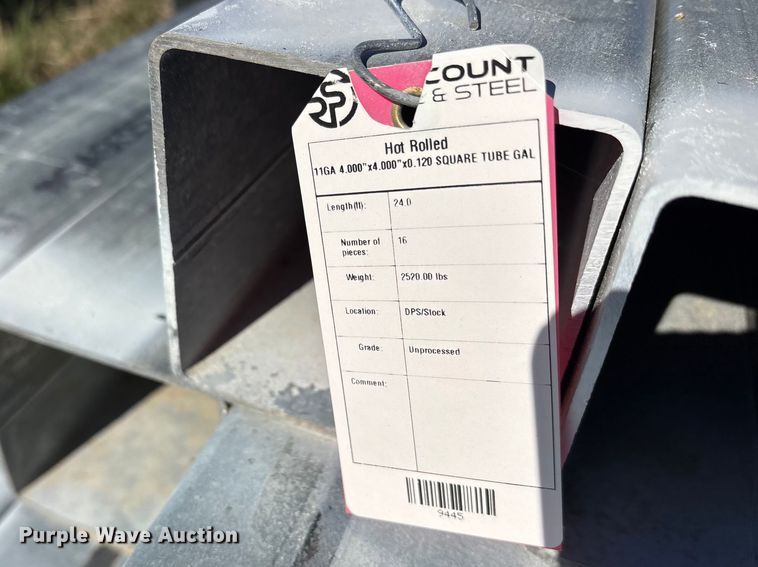 COUNT
& STEEL
Hot Rolled
11GA 4.000"x4.000"x0.120 SQUARE TUBE GAL
Length(ft): 24.0
Number of pieces: 16
Weight: 2520.00 lbs
Location: DPS/Stock
Grade: Unprocessed
Comment:
9445
Purple Wave Auction